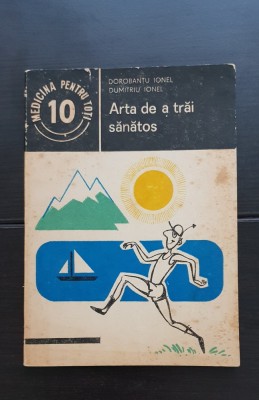 MEDICINA PENTRU TOȚI
10
DOROBANȚU IONEL
DUMITRIU IONEL
Arta de a trăi
sănătos